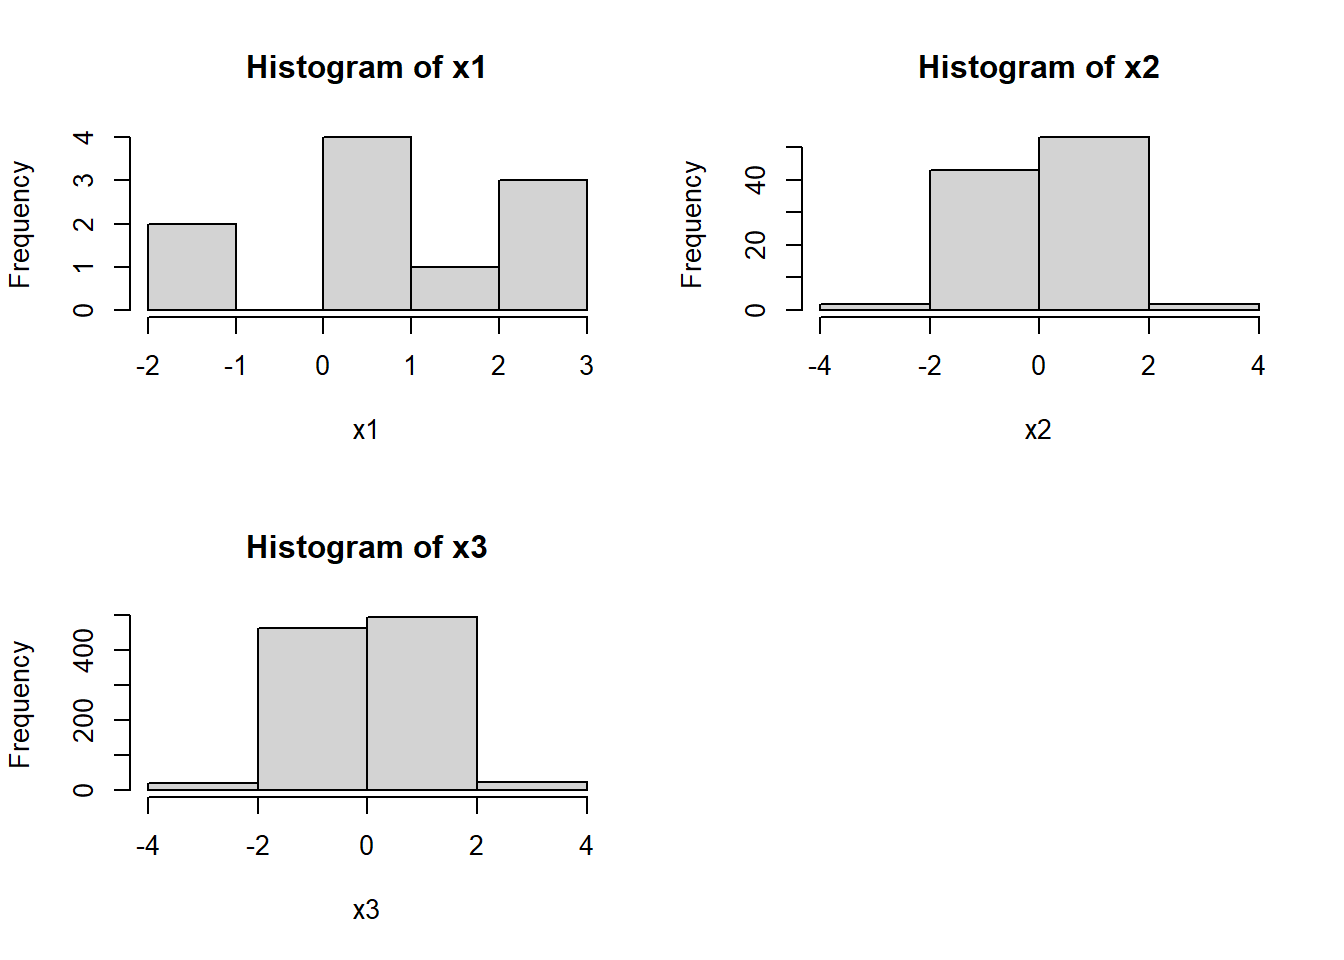 Histogram of x1
Frequency
4
3
2
1
0
-2 -1 0 1 2 3
x1
Histogram of x2
Frequency
40
20
0
-4 -2 0 2 4
x2
Histogram of x3
Frequency
400
200
0
-4 -2 0 2 4
x3